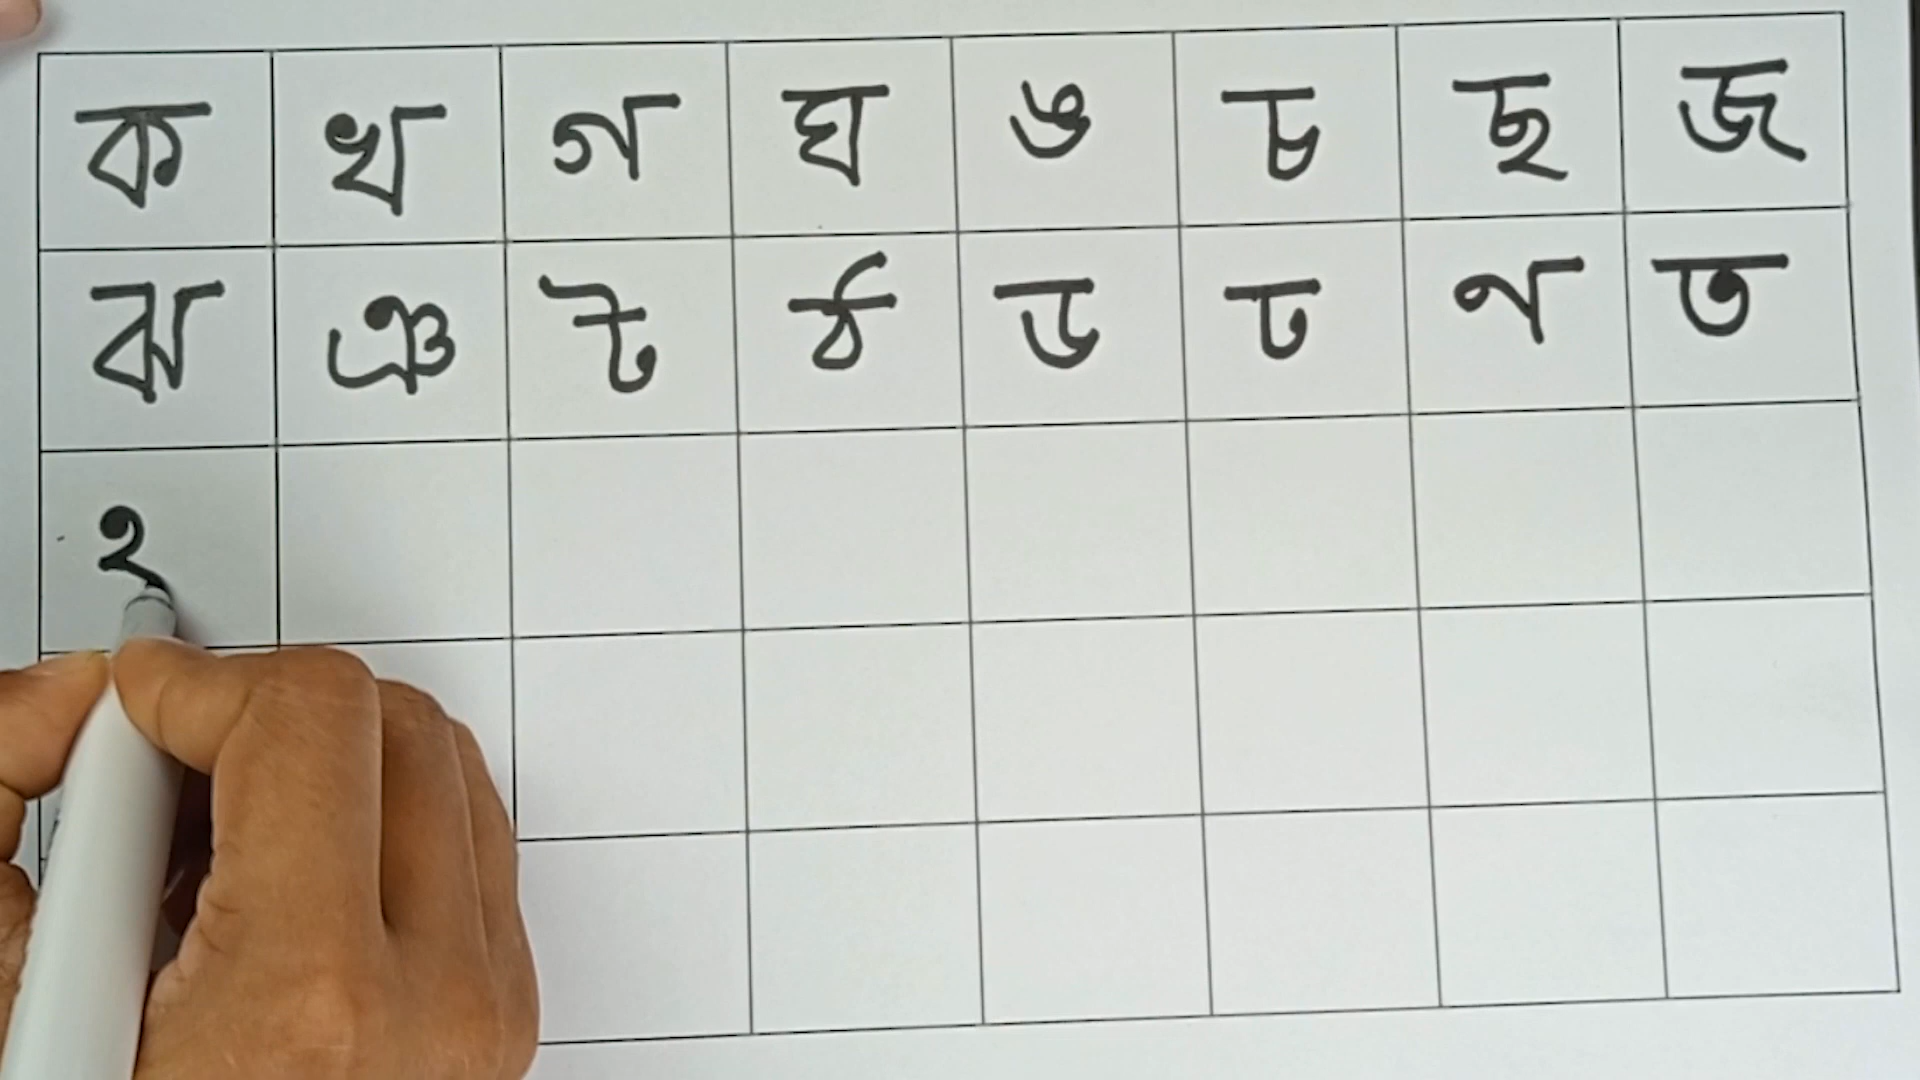 ক খ গ ঘ ঙ চ ছ জ
ঝ ঞ ট ঠ ড ঢ ণ ত